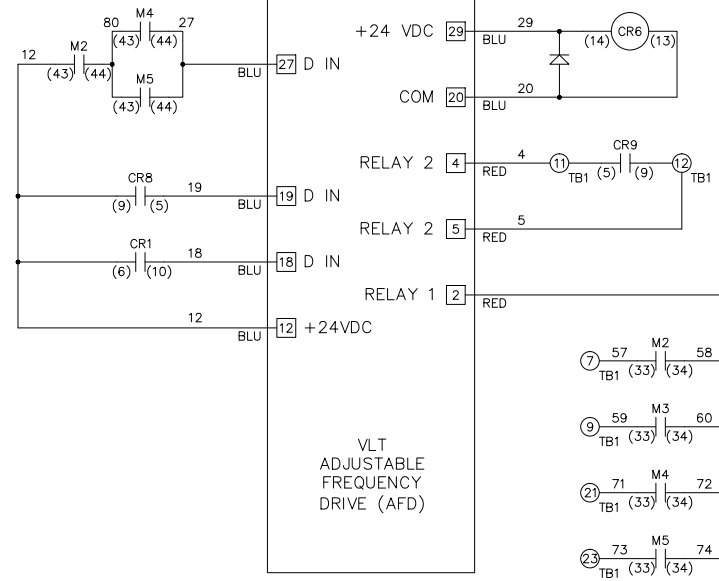 80 M4 27
(43) (44)
12 M2
(43) (44)
M5
(43) (44)
BLU 27 D IN
+24 VDC 29 29
BLU
(14) CR6 (13)
COM 20 20
BLU
RELAY 2 4 4
RED
11 TB1
CR9
(5) (9)
12 TB1
CR8
(9) (5)
19
BLU
19 D IN
RELAY 2 5 5
RED
CR1
(6) (10)
18
BLU
18 D IN
RELAY 1 2
RED
12
BLU
12 +24VDC
7 TB1 57 M2 58
(33) (34)
9 TB1 59 M3 60
(33) (34)
21 TB1 71 M4 72
(33) (34)
23 TB1 73 M5 74
(33) (34)
VLT
ADJUSTABLE
FREQUENCY
DRIVE (AFD)